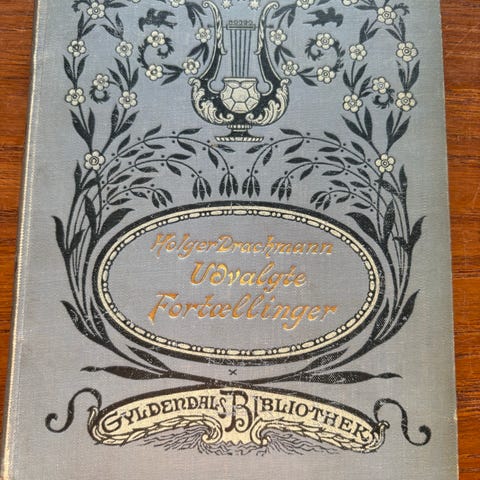 Holger Drachmann
Udvalgte
Fortællinger
GYLDENDALS BIBLIOTHEK